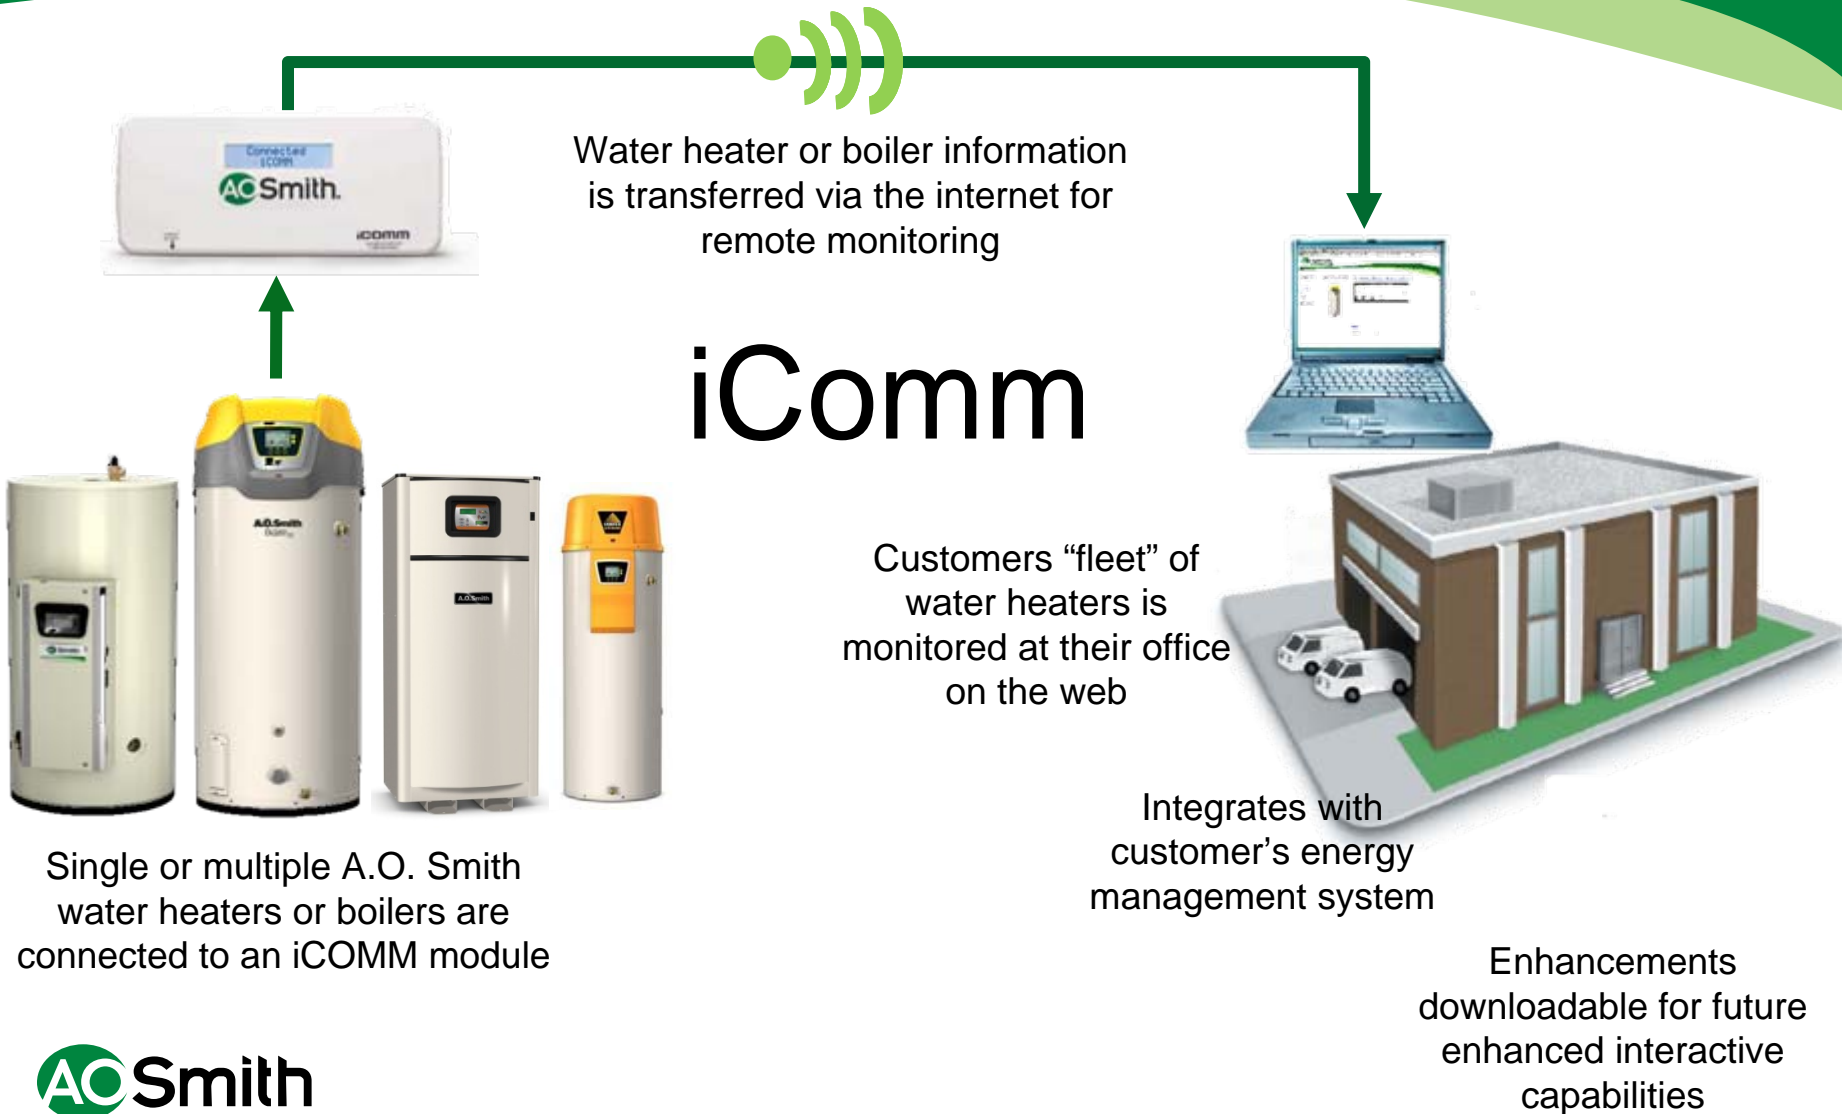 Connected
iCOMM
AO Smith.
iCOMM
Water heater or boiler information
is transferred via the internet for
remote monitoring
iComm
A.O.Smith
A.O.Smith
Customers “fleet” of
water heaters is
monitored at their office
on the web
Integrates with
customer’s energy
management system
Single or multiple A.O. Smith
water heaters or boilers are
connected to an iCOMM module
Enhancements
downloadable for future
enhanced interactive
capabilities
AO Smith